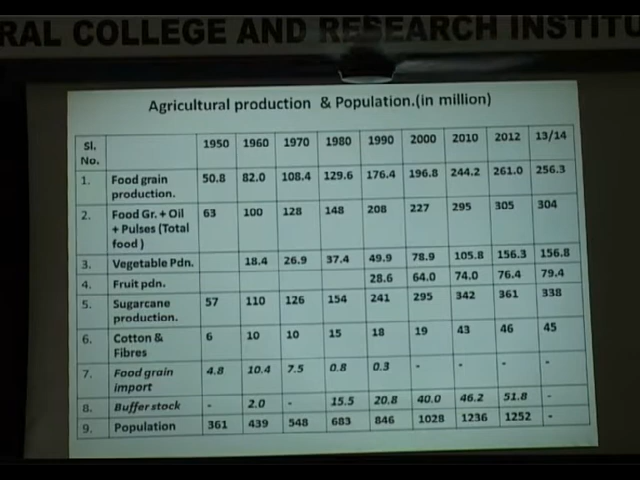 RAL COLLEGE AND RESEARCH INSTITU
Agricultural production & Population.(in million)
Sl. No. 1950 1960 1970 1980 1990 2000 2010 2012 13/14
1. Food grain production. 50.8 82.0 108.4 129.6 176.4 196.8 244.2 261.0 256.3
2. Food Gr. + Oil + Pulses (Total food ) 63 100 128 148 208 227 295 305 304
3. Vegetable Pdn. 18.4 26.9 37.4 49.9 78.9 105.8 156.3 156.8
4. Fruit pdn. 28.6 64.0 74.0 76.4 79.4
5. Sugarcane production. 57 110 126 154 241 295 342 361 338
6. Cotton & Fibres 6 10 10 15 18 19 43 46 45
7. Food grain import 4.8 10.4 7.5 0.8 0.3 - - - -
8. Buffer stock - 2.0 - 15.5 20.8 40.0 46.2 51.8 -
9. Population 361 439 548 683 846 1028 1236 1252 -